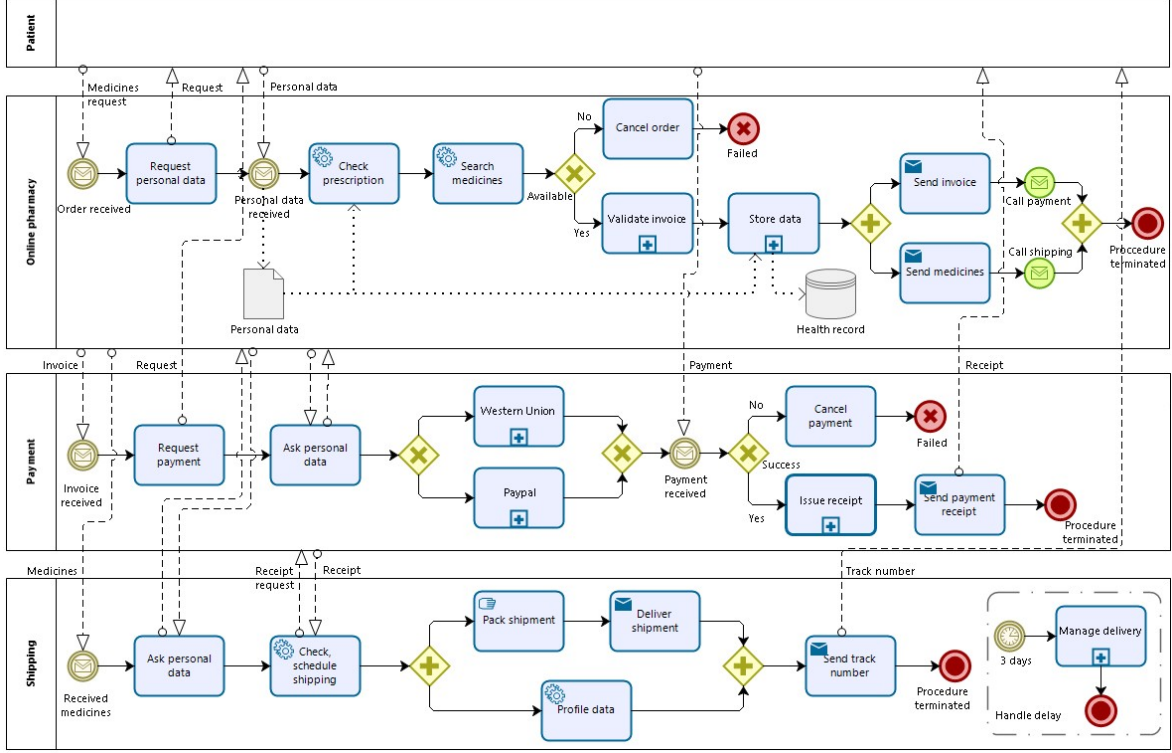 Patient
Medicines
request
Request
Personal data
Online pharmacy
Order received
Request
personal data
Personal data
received
Check
prescription
Search
medicines
Available
No
Cancel order
Failed
Yes
Validate invoice
Store data
Send invoice
Call payment
Send medicines
Call shipping
Proccedure
terminated
Personal data
Health record
Invoice
Request
Payment
Receipt
Payment
Invoice
received
Request
payment
Ask personal
data
Western Union
Paypal
Payment
received
No
Success
Yes
Cancel
payment
Failed
Issue receipt
Send payment
receipt
Procedure
terminated
Medicines
Receipt
request
Receipt
Track number
Shipping
Received
medicines
Ask personal
data
Check,
schedule
shipping
Pack shipment
Deliver
shipment
Profile data
Send track
number
Procedure
terminated
3 days
Manage delivery
Handle delay